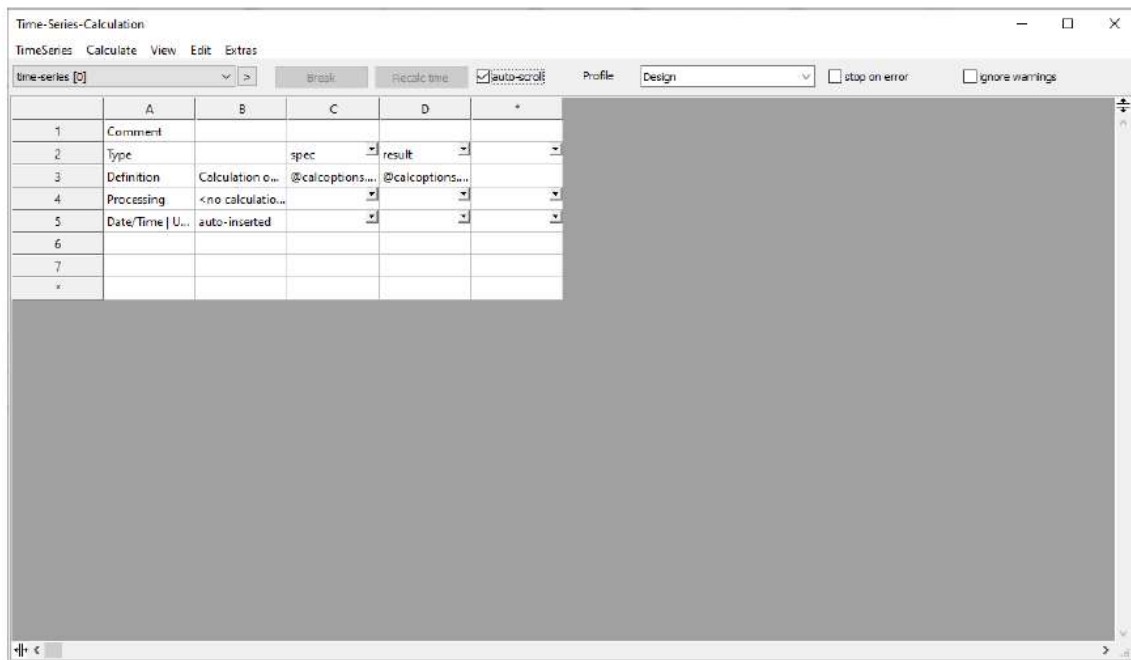 Time-Series-Calculation
TimeSeries Calculate View Edit Extras
time-series [0] > Break Recalc time auto-scroll Profile Design stop on error ignore warnings
A B C D *
1 Comment
2 Type spec result
3 Definition Calculation o... @calcoptions.... @calcoptions....
4 Processing <no calculatio...
5 Date/Time | U... auto-inserted
6
7
*